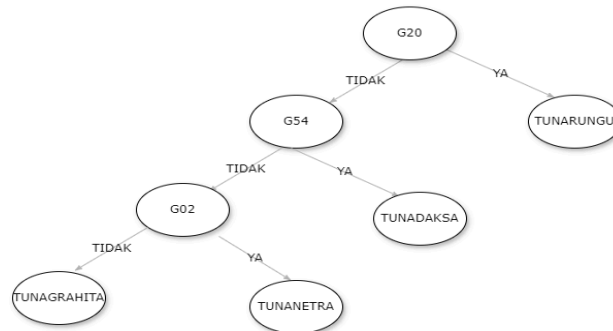 G20
TIDAK
YA
G54
TUNARUNGU
TIDAK
YA
G02
TUNADAKSA
TIDAK
YA
TUNAGRAHITA
TUNANETRA